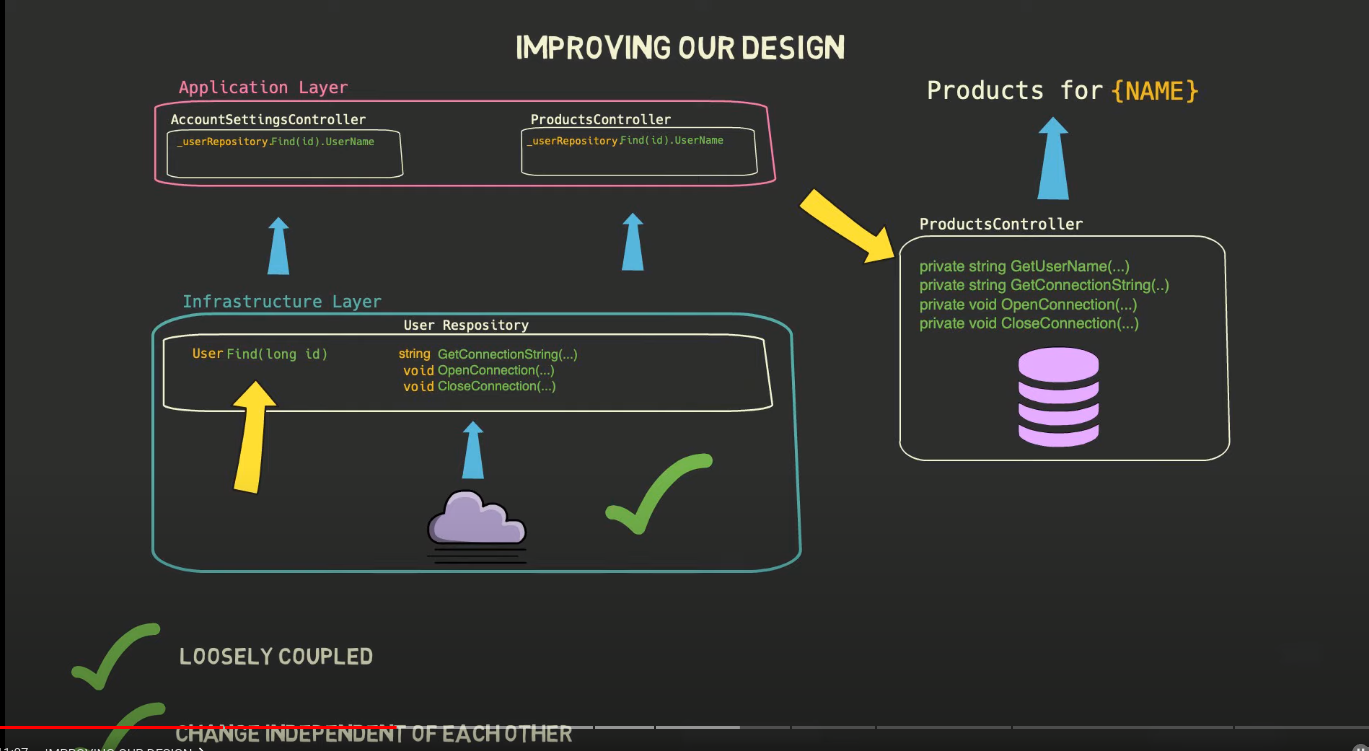 IMPROVING OUR DESIGN
Application Layer
AccountSettingsController
_userRepository.Find(id).UserName
ProductsController
_userRepository.Find(id).UserName
Infrastructure Layer
User Respository
User Find(long id)
string GetConnectionString(...)
void OpenConnection(...)
void CloseConnection(...)
Products for {NAME}
ProductsController
private string GetUserName(...)
private string GetConnectionString(..)
private void OpenConnection(...)
private void CloseConnection(...)
LOOSELY COUPLED
CHANGE INDEPENDENT OF EACH OTHER
IMPROVING OUR DESIGN